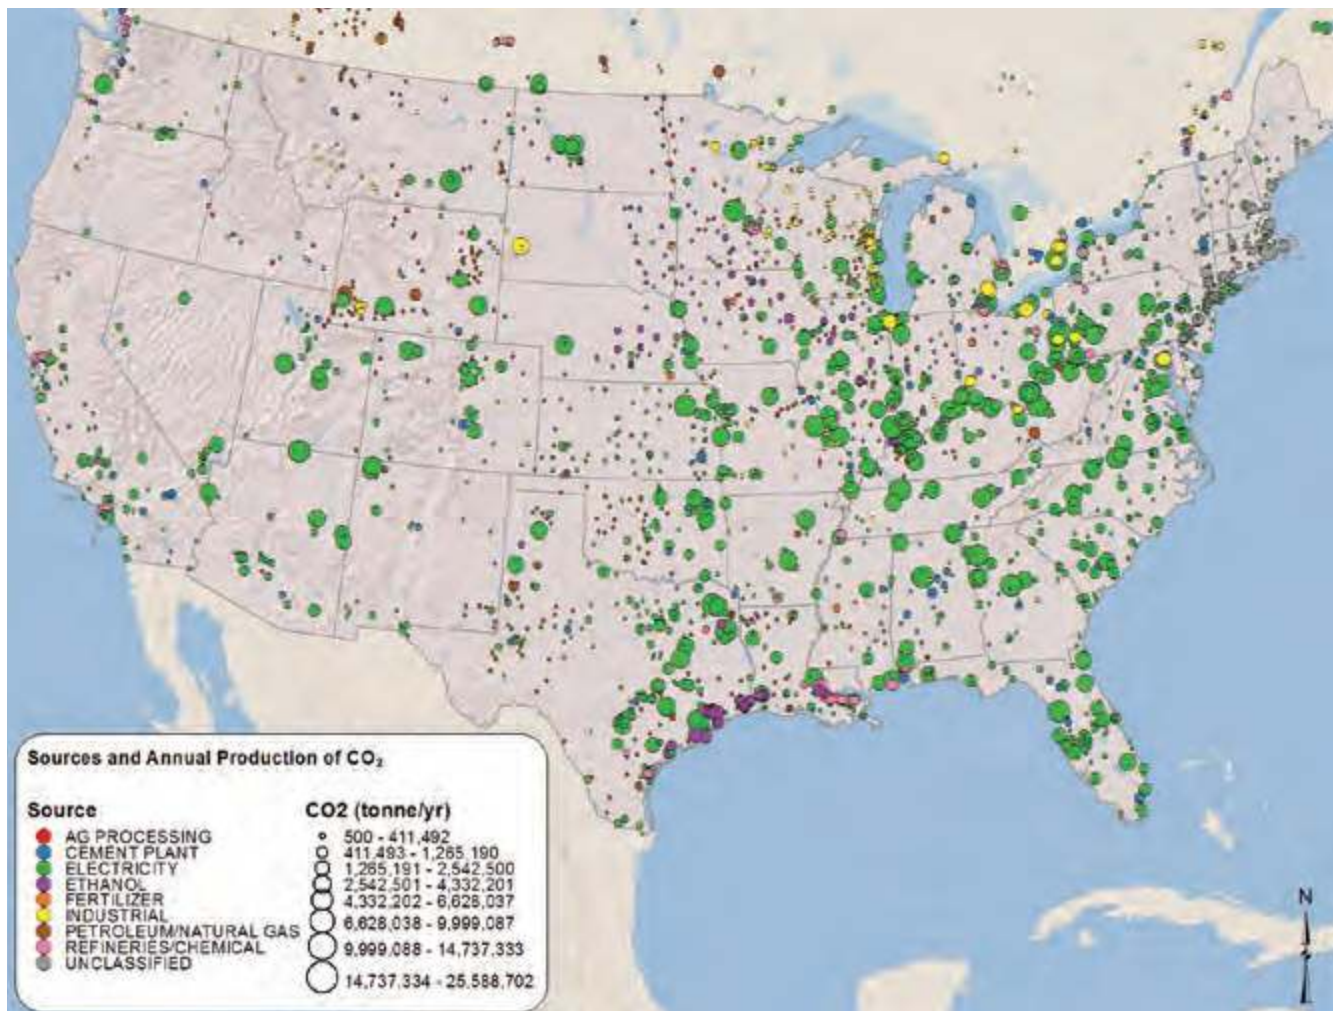 Sources and Annual Production of CO₂
Source
AG PROCESSING
CEMENT PLANT
ELECTRICITY
ETHANOL
FERTILIZER
INDUSTRIAL
PETROLEUM/NATURAL GAS
REFINERIES/CHEMICAL
UNCLASSIFIED
CO2 (tonne/yr)
500 - 411,492
411,493 - 1,265,190
1,265,191 - 2,542,500
2,542,501 - 4,332,201
4,332,202 - 6,628,037
6,628,038 - 9,999,087
9,999,088 - 14,737,333
14,737,334 - 25,588,702
N